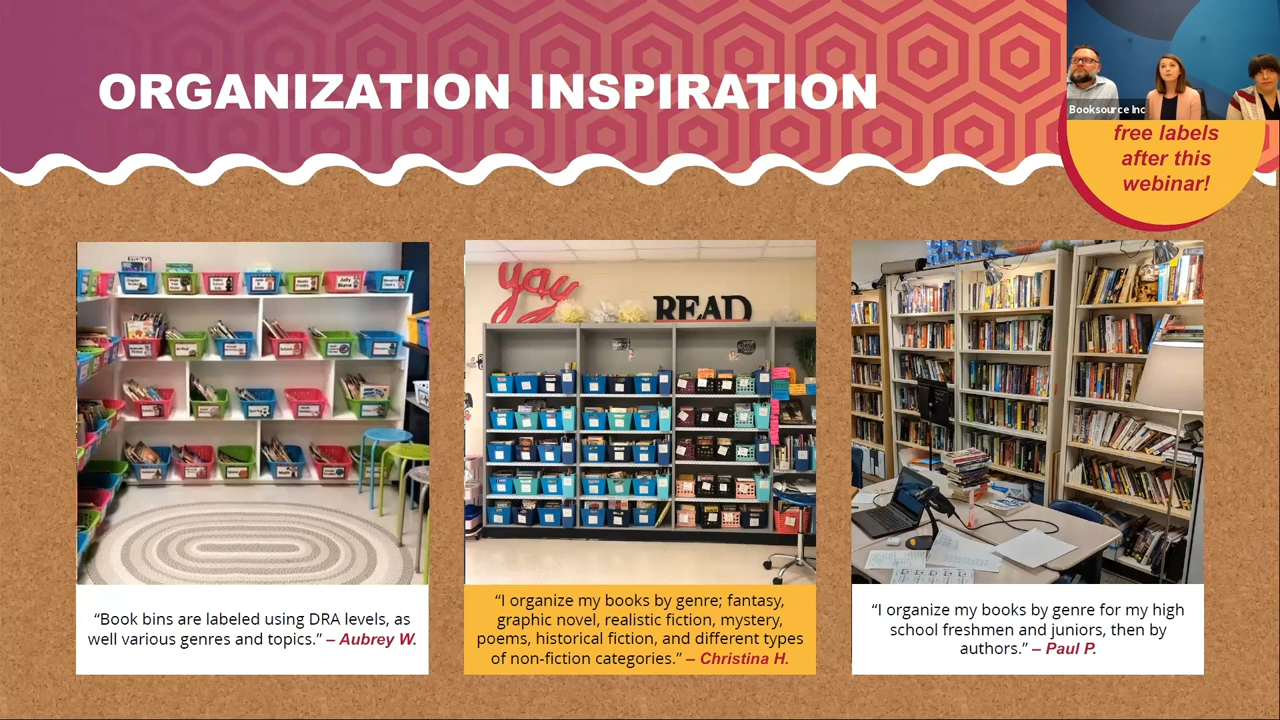 ORGANIZATION INSPIRATION
Booksource Inc
free labels
after this
webinar!
yay
READ
“Book bins are labeled using DRA levels, as
well various genres and topics.” – Aubrey W.
“I organize my books by genre; fantasy,
graphic novel, realistic fiction, mystery,
poems, historical fiction, and different types
of non-fiction categories.” – Christina H.
“I organize my books by genre for my high
school freshmen and juniors, then by
authors.” – Paul P.